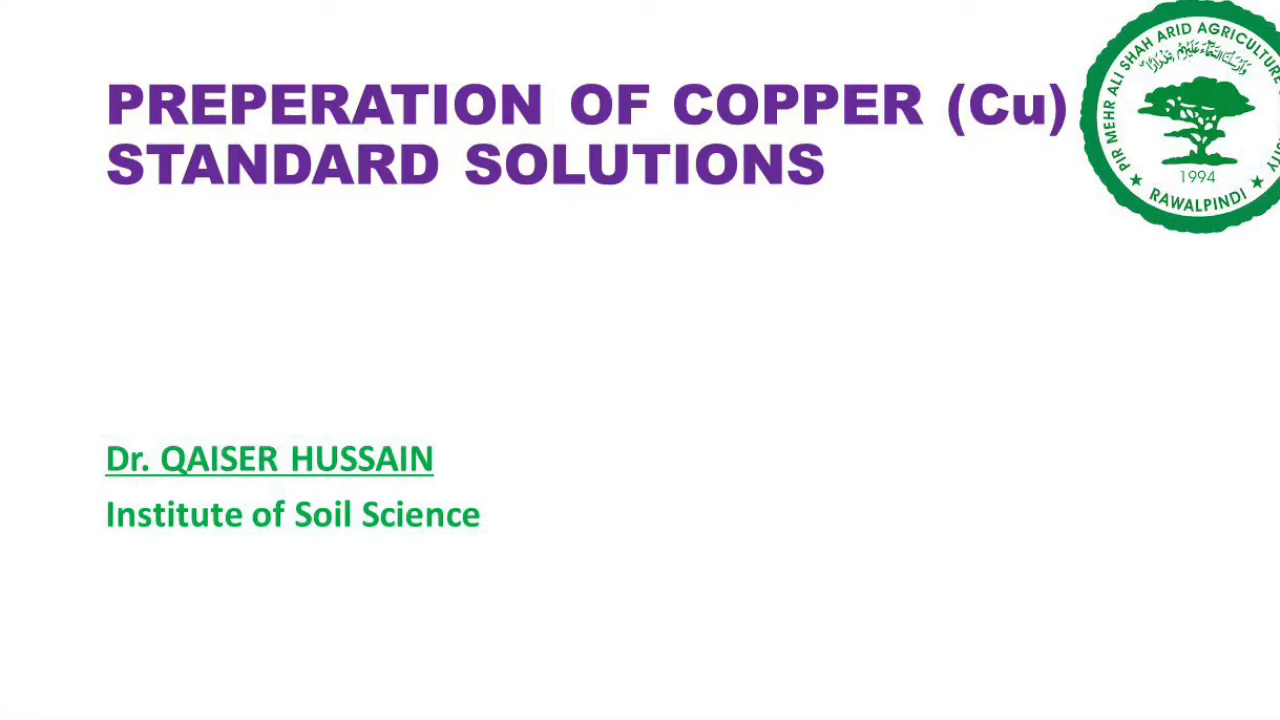 PREPERATION OF COPPER (Cu)
STANDARD SOLUTIONS
PIR MEHR ALI SHAH ARID AGRICULTURE
1994
★ RAWALPINDI ★
Dr. QAISER HUSSAIN
Institute of Soil Science